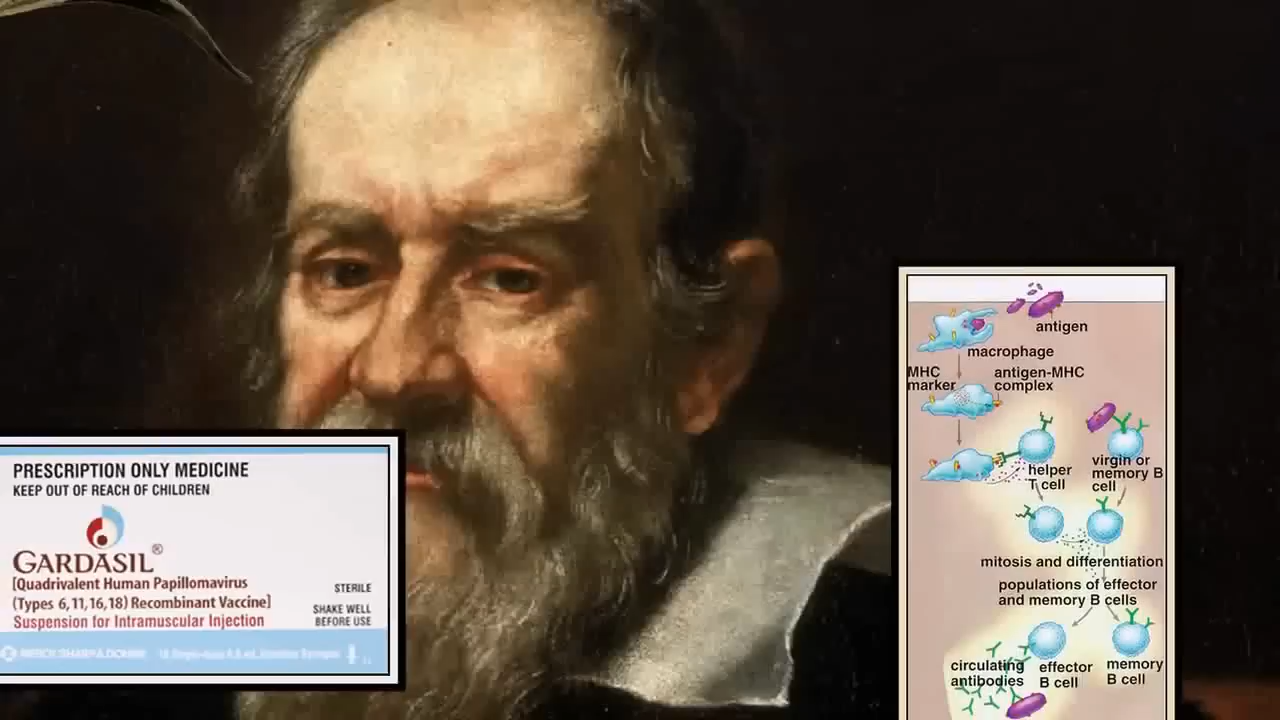 PRESCRIPTION ONLY MEDICINE
KEEP OUT OF REACH OF CHILDREN
GARDASIL®
[Quadrivalent Human Papillomavirus
(Types 6,11,16,18) Recombinant Vaccine]
Suspension for Intramuscular Injection
STERILE
SHAKE WELL
BEFORE USE
MERCK SHARP & DOHME
antigen
macrophage
MHC
marker
antigen-MHC
complex
helper
T cell
virgin or
memory B
cell
mitosis and differentiation
populations of effector
and memory B cells
circulating
antibodies
effector
B cell
memory
B cell